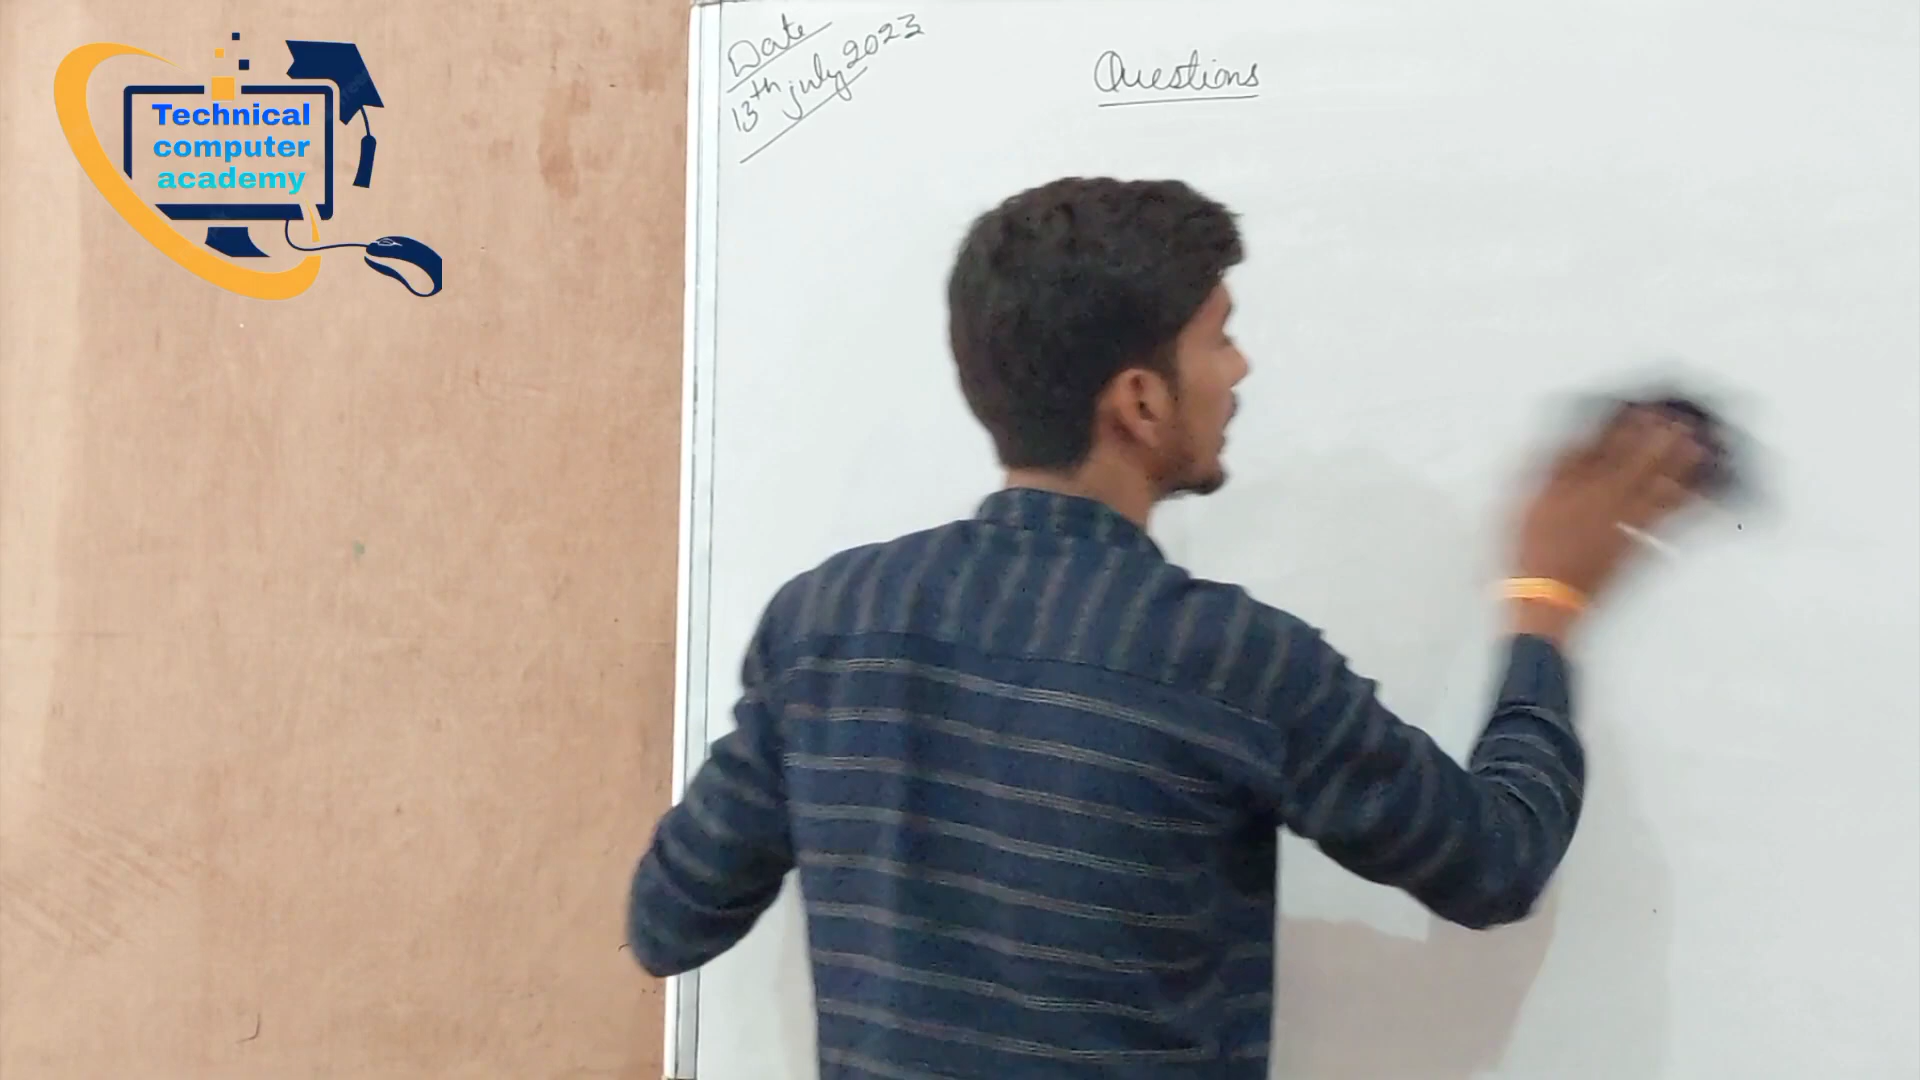 Technical
computer
academy
Date
13th july 2023
Questions